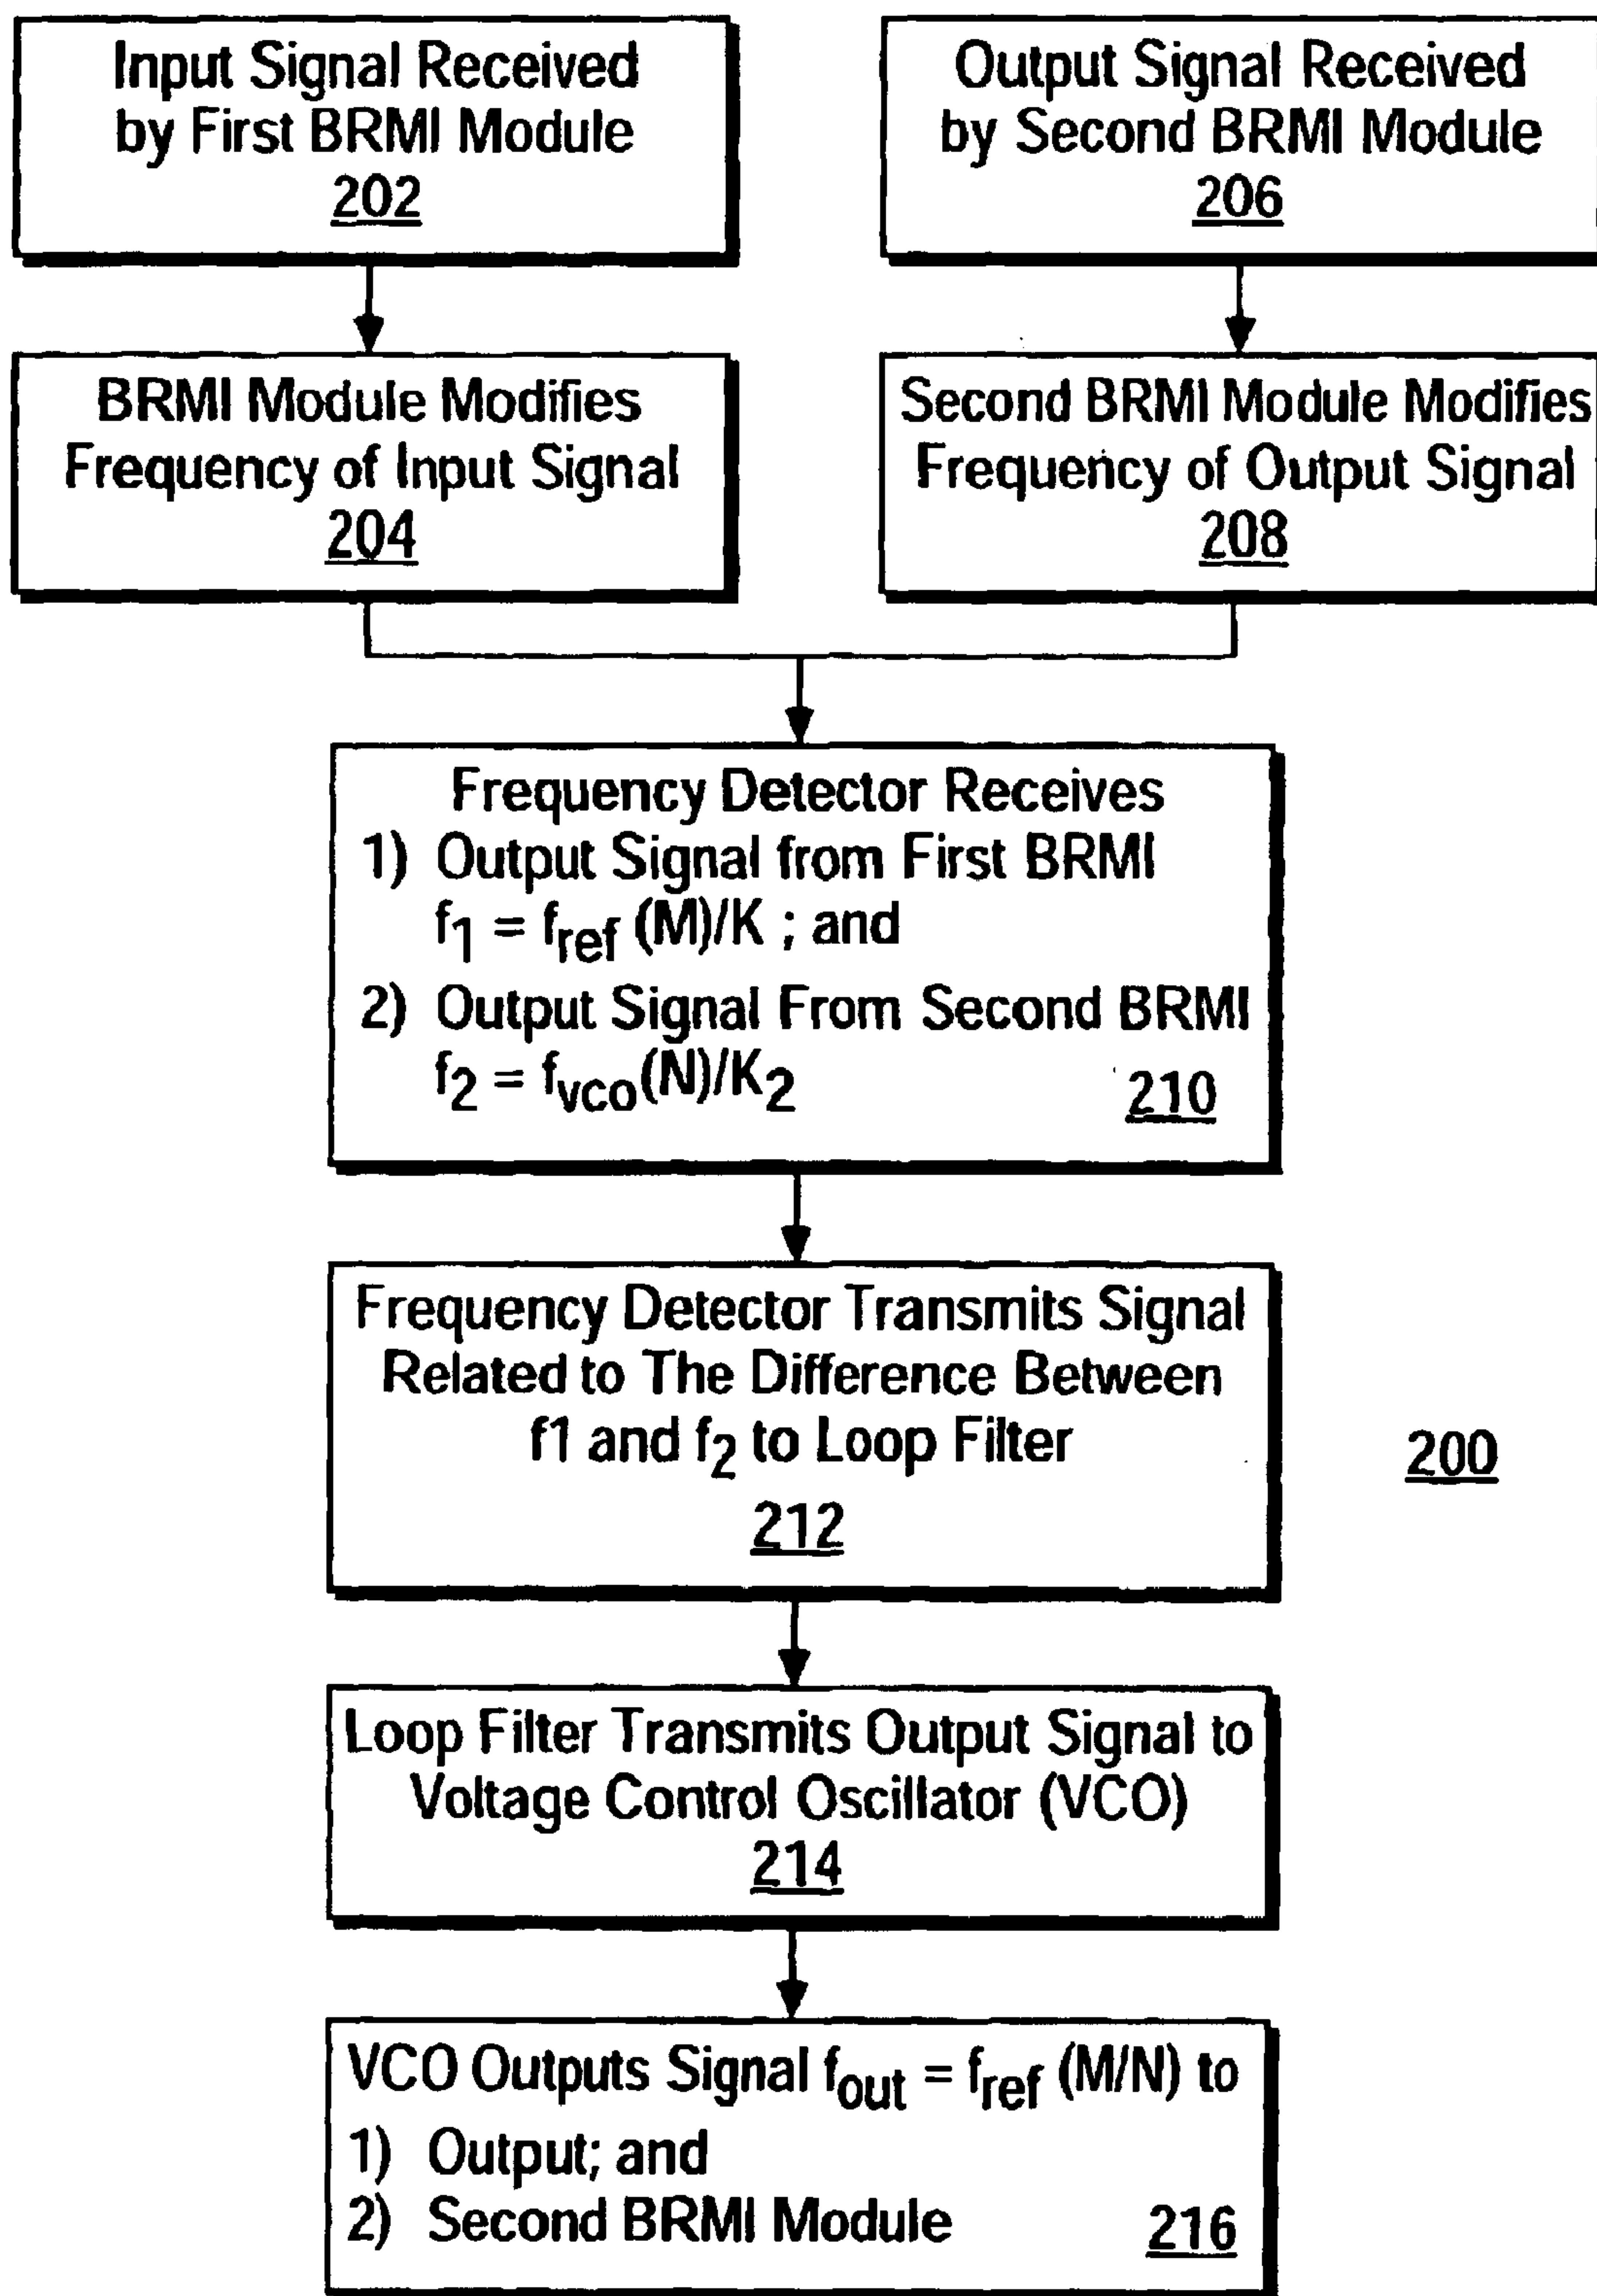 Input Signal Received
by First BRMI Module
202
Output Signal Received
by Second BRMI Module
206
BRMI Module Modifies
Frequency of Input Signal
204
Second BRMI Module Modifies
Frequency of Output Signal
208
Frequency Detector Receives
1) Output Signal from First BRMI
f₁ = f_ref (M)/K ; and
2) Output Signal From Second BRMI
f₂ = f_vco(N)/K₂ 210
Frequency Detector Transmits Signal
Related to The Difference Between
f1 and f₂ to Loop Filter
212
200
Loop Filter Transmits Output Signal to
Voltage Control Oscillator (VCO)
214
VCO Outputs Signal f_out = f_ref (M/N) to
1) Output; and
2) Second BRMI Module 216